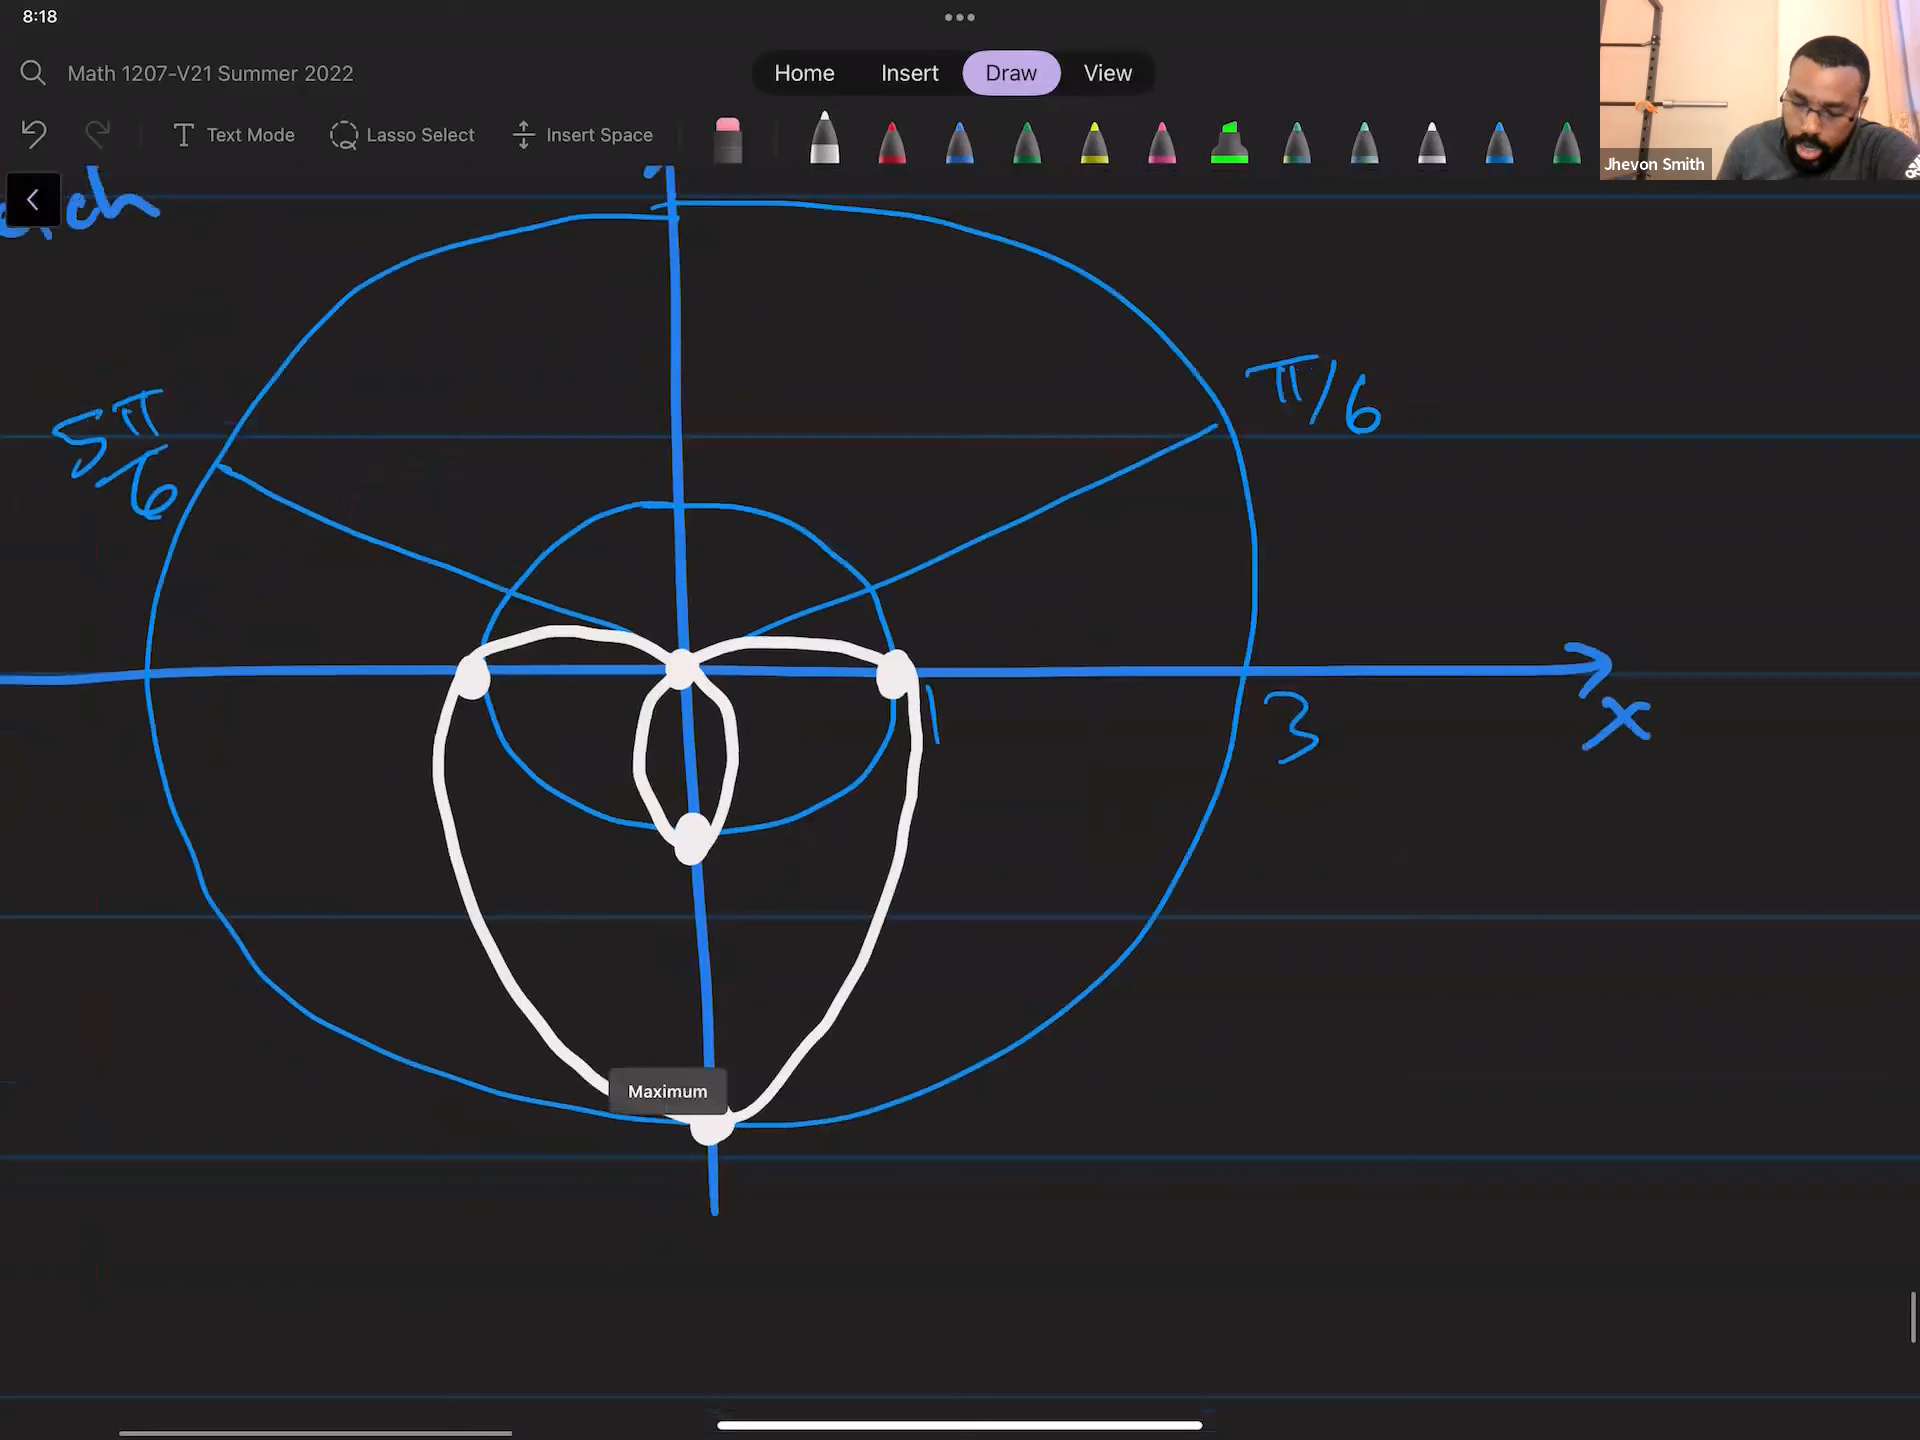 8:18
Math 1207-V21 Summer 2022
Home Insert Draw View
Text Mode Lasso Select Insert Space
Jhevon Smith
π/6
5π/6
1
3
x
Maximum